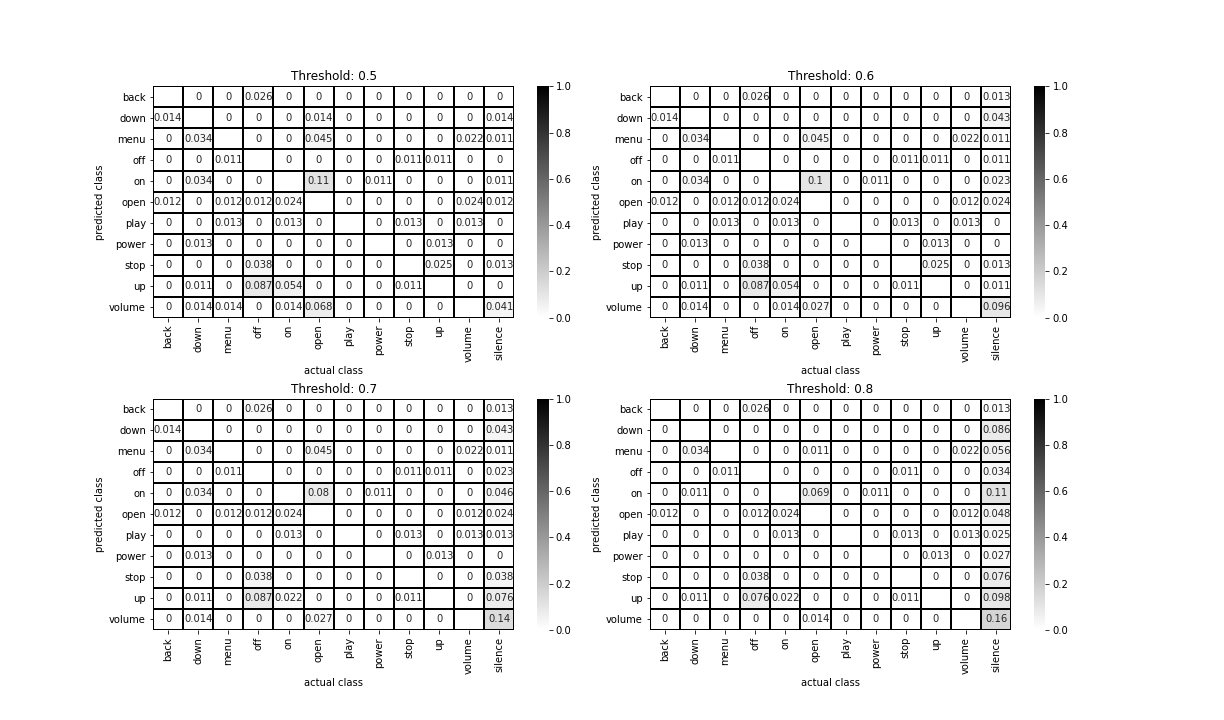 Threshold: 0.5
back 0 0 0.026 0 0 0 0 0 0 0 0
down 0.014 0 0 0 0.014 0 0 0 0 0 0.014
menu 0 0.034 0 0 0.045 0 0 0 0 0.022 0.011
off 0 0 0.011 0 0 0 0 0.011 0.011 0 0
on 0 0.034 0 0 0.11 0 0.011 0 0 0 0.011
open 0.012 0 0.012 0.012 0.024 0 0 0 0 0.024 0.012
play 0 0 0.013 0 0.013 0 0 0.013 0 0.013 0
power 0 0.013 0 0 0 0 0 0 0.013 0 0
stop 0 0 0 0.038 0 0 0 0 0.025 0 0.013
up 0 0.011 0 0.087 0.054 0 0 0 0.011 0 0
volume 0 0.014 0.014 0 0.014 0.068 0 0 0 0 0.041
back down menu off on open play power stop up volume silence
actual class
predicted class
1.0
0.8
0.6
0.4
0.2
0.0
Threshold: 0.6
back 0 0 0.026 0 0 0 0 0 0 0 0.013
down 0.014 0 0 0 0 0 0 0 0 0 0.043
menu 0 0.034 0 0 0.045 0 0 0 0 0.022 0.011
off 0 0 0.011 0 0 0 0 0.011 0.011 0 0.011
on 0 0.034 0 0 0.1 0 0.011 0 0 0 0.023
open 0.012 0 0.012 0.012 0.024 0 0 0 0 0.012 0.024
play 0 0 0.013 0 0.013 0 0 0.013 0 0.013 0
power 0 0.013 0 0 0 0 0 0 0.013 0 0
stop 0 0 0 0.038 0 0 0 0 0.025 0 0.013
up 0 0.011 0 0.087 0.054 0 0 0 0.011 0 0.011
volume 0 0.014 0 0 0.014 0.027 0 0 0 0 0.096
back down menu off on open play power stop up volume silence
actual class
predicted class
1.0
0.8
0.6
0.4
0.2
0.0
Threshold: 0.7
back 0 0 0.026 0 0 0 0 0 0 0 0.013
down 0.014 0 0 0 0 0 0 0 0 0 0.043
menu 0 0.034 0 0 0.045 0 0 0 0 0.022 0.011
off 0 0 0.011 0 0 0 0 0.011 0.011 0 0.023
on 0 0.034 0 0 0.08 0 0.011 0 0 0 0.046
open 0.012 0 0.012 0.012 0.024 0 0 0 0 0.012 0.024
play 0 0 0 0 0.013 0 0 0.013 0 0.013 0.013
power 0 0.013 0 0 0 0 0 0 0.013 0 0
stop 0 0 0 0.038 0 0 0 0 0 0 0.038
up 0 0.011 0 0.087 0.022 0 0 0 0.011 0 0.076
volume 0 0.014 0 0 0 0.027 0 0 0 0 0.14
back down menu off on open play power stop up volume silence
actual class
predicted class
1.0
0.8
0.6
0.4
0.2
0.0
Threshold: 0.8
back 0 0 0.026 0 0 0 0 0 0 0 0.013
down 0 0 0 0 0 0 0 0 0 0 0.086
menu 0 0.034 0 0 0.011 0 0 0 0 0.022 0.056
off 0 0 0.011 0 0 0 0 0.011 0 0 0.034
on 0 0.011 0 0 0.069 0 0.011 0 0 0 0.11
open 0.012 0 0 0.012 0.024 0 0 0 0 0.012 0.048
play 0 0 0 0 0.013 0 0 0.013 0 0.013 0.025
power 0 0 0 0 0 0 0 0 0.013 0 0.027
stop 0 0 0 0.038 0 0 0 0 0 0 0.076
up 0 0.011 0 0.076 0.022 0 0 0 0.011 0 0.098
volume 0 0 0 0 0 0.014 0 0 0 0 0.16
back down menu off on open play power stop up volume silence
actual class
predicted class
1.0
0.8
0.6
0.4
0.2
0.0